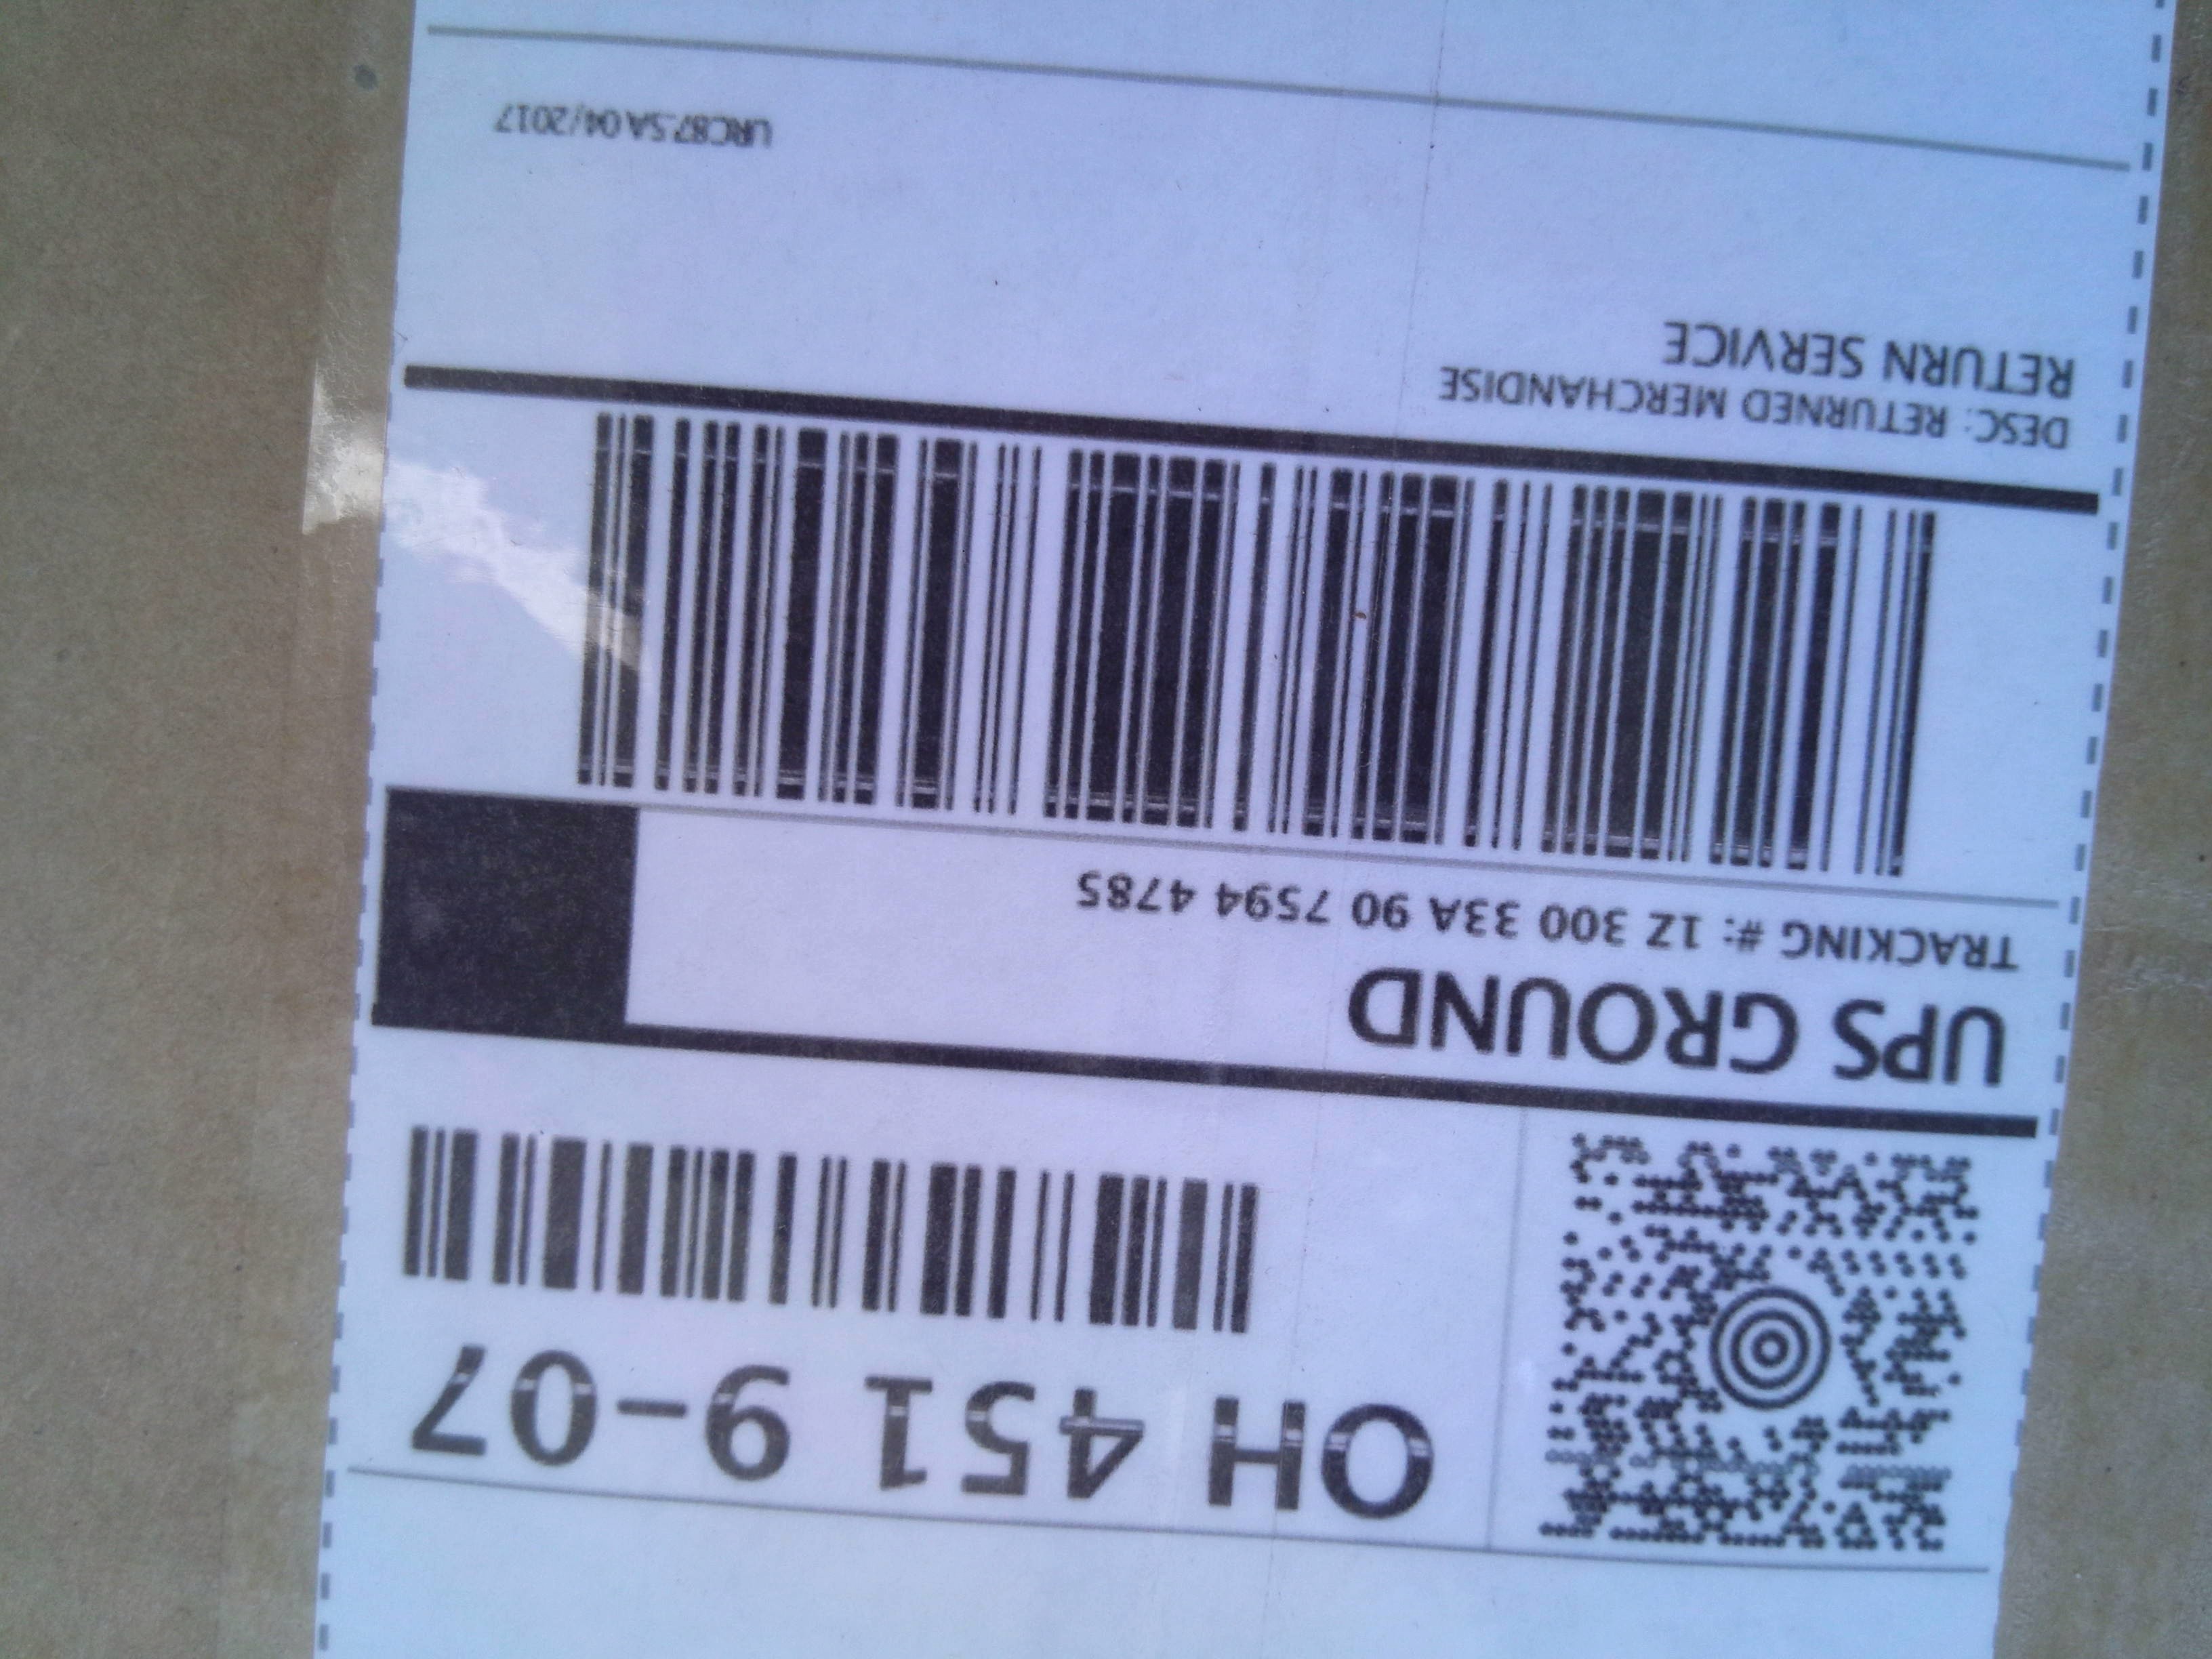 OH 451 9-07
UPS GROUND
TRACKING #: 1Z 300 33A 90 7594 4785
DESC: RETURNED MERCHANDISE
RETURN SERVICE
URC87.5A 04/2017